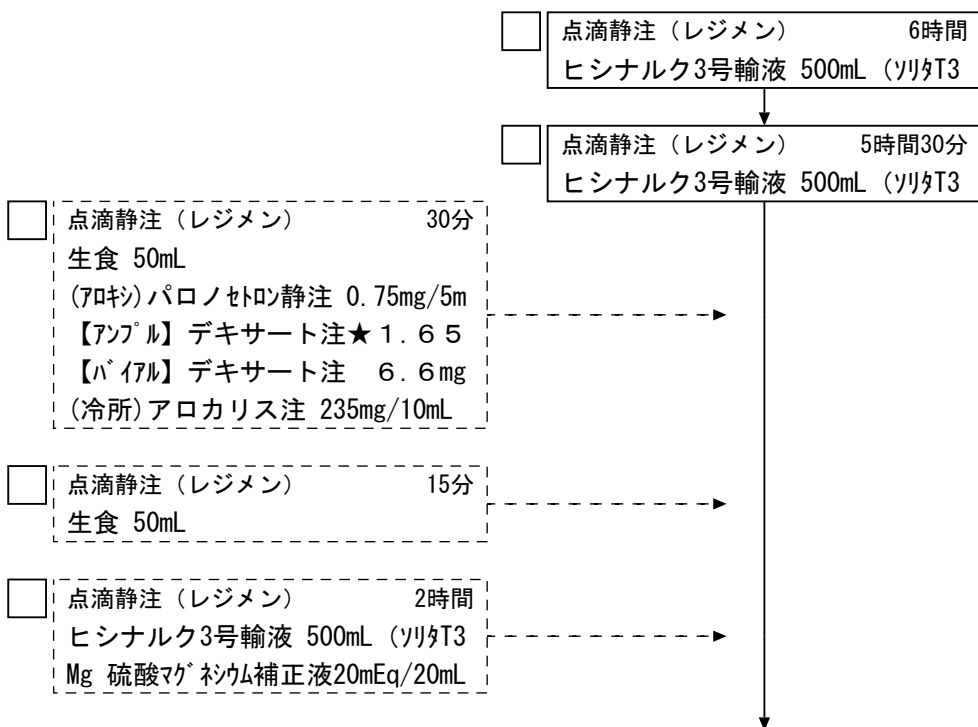 点滴静注（レジメン） 6時間
ヒシナルク3号輸液 500mL（ｿﾘﾀT3
点滴静注（レジメン） 5時間30分
ヒシナルク3号輸液 500mL（ｿﾘﾀT3
点滴静注（レジメン） 30分
生食 50mL
(ｱﾛｷｼ)パロノｾﾄロン静注 0.75mg/5m
【ｱﾝﾌﾟﾙ】デキサート注★１.６５
【ﾊﾞｲｱﾙ】デキサート注　６.６mg
(冷所)アロカリス注 235mg/10mL
点滴静注（レジメン） 15分
生食 50mL
点滴静注（レジメン） 2時間
ヒシナルク3号輸液 500mL（ｿﾘﾀT3
Mg 硫酸ﾏｸﾞﾈｼｳﾑ補正液20mEq/20mL